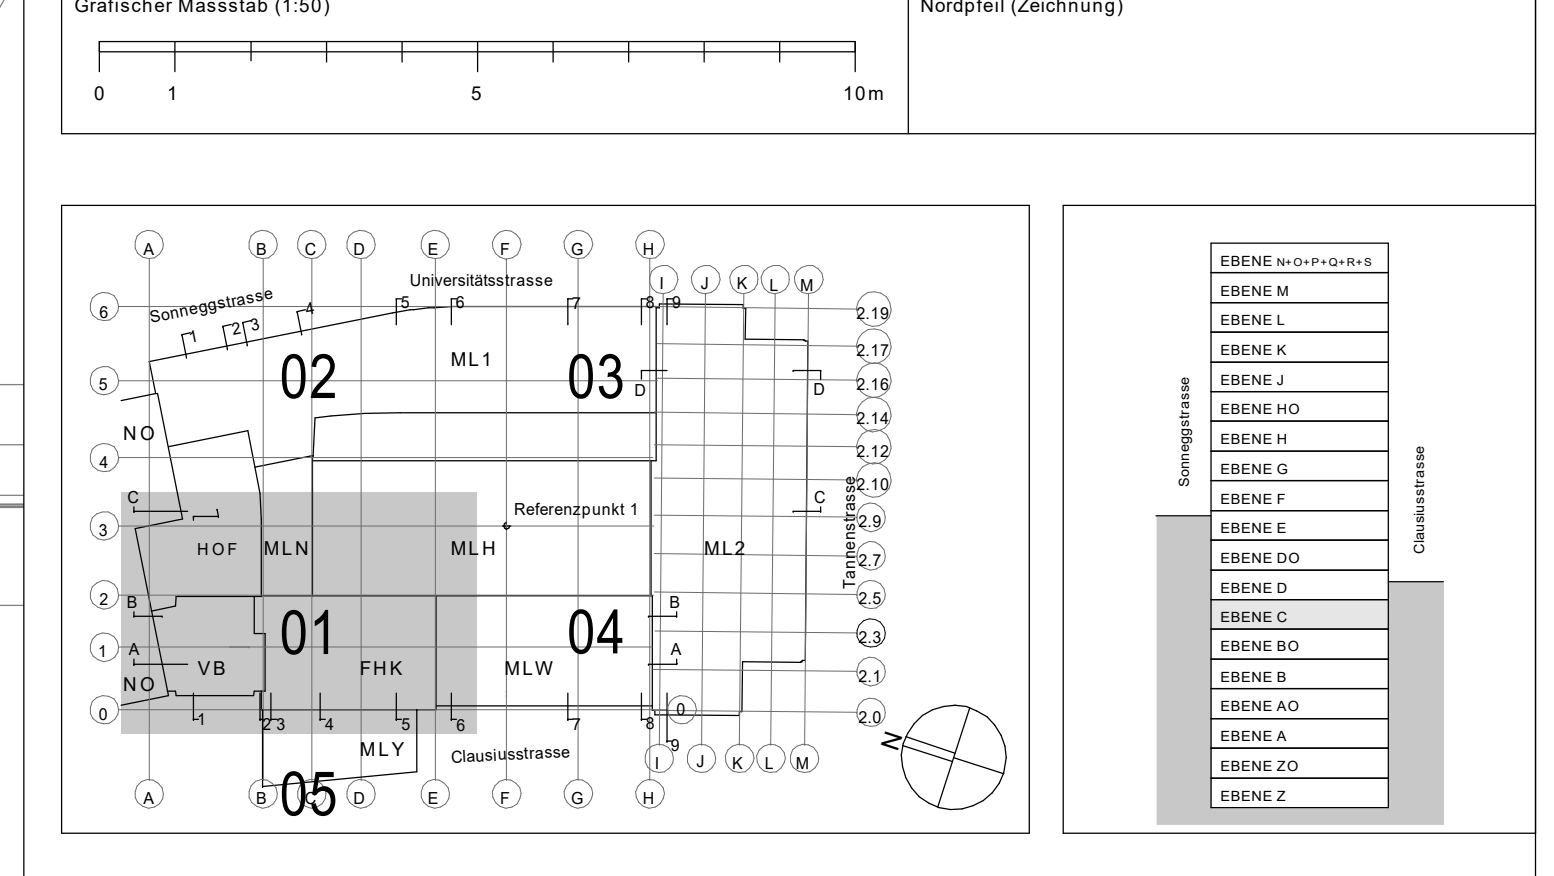 Grafischer Massstab (1:50)
Nordpfeil (Zeichnung)
0 1 5 10m
A B C D E F G H
I J K L M
Universitätsstrasse
Sonneggstrasse
1 2 3 4 5 6 7 8 9
6 2.19
ML1
2.17
5 02 03 D D 2.16
2.14
NO
4 2.12
2.10
C C
Referenzpunkt 1
3 2.9
HOF MLN MLH ML2
Tannenstrasse
2.7
2 2.5
B B
01 04 2.3
1 A A
VB FHK MLW 2.1
NO
0 0 2.0
1 2 3 4 5 6 7 8
9
MLY
Clausiusstrasse
N
I J K L M
05
A B C D E F G H
EBENE N+O+P+Q+R+S
EBENE M
EBENE L
EBENE K
EBENE J
EBENE HO
EBENE H
EBENE G
EBENE F
EBENE E
EBENE DO
EBENE D
EBENE C
EBENE BO
EBENE B
EBENE AO
EBENE A
EBENE ZO
EBENE Z
Sonneggstrasse
Clausiusstrasse